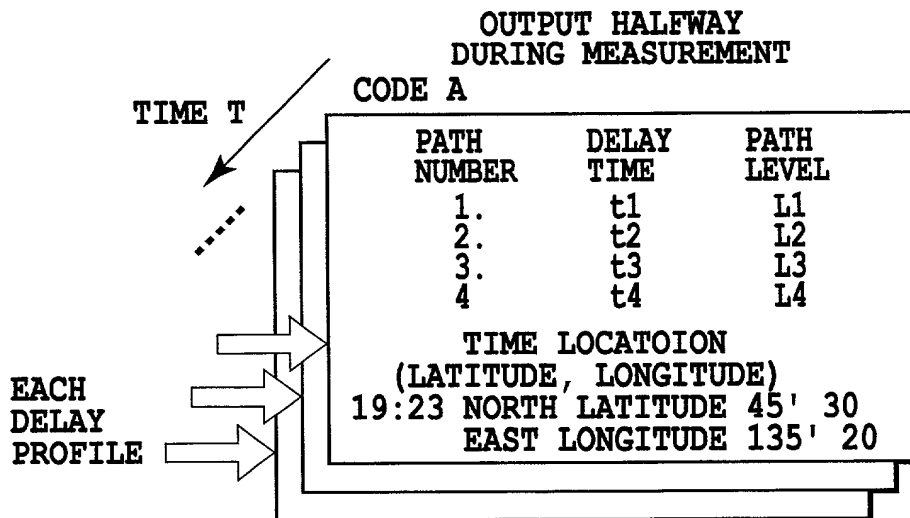 OUTPUT HALFWAY
DURING MEASUREMENT
CODE A
TIME T
PATH NUMBER DELAY TIME PATH LEVEL
1. t1 L1
2. t2 L2
3. t3 L3
4 t4 L4
TIME LOCATOION
(LATITUDE, LONGITUDE)
19:23 NORTH LATITUDE 45' 30
EAST LONGITUDE 135' 20
EACH
DELAY
PROFILE